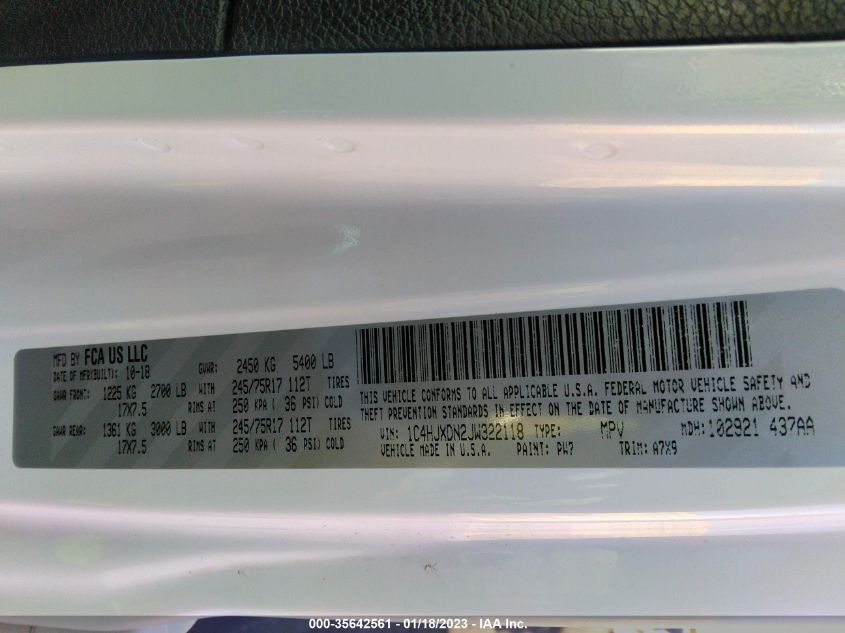 MFD BY FCA US LLC
DATE OF MFR(BUILT): 10-18 GVWR: 2450 KG 5400 LB
GAWR FRONT: 1225 KG 2700 LB WITH 245/75R17 112T TIRES
17X7.5 RIMS AT 250 KPA ( 36 PSI) COLD
GAWR REAR: 1361 KG 3000 LB WITH 245/75R17 112T TIRES
17X7.5 RIMS AT 250 KPA ( 36 PSI) COLD
THIS VEHICLE CONFORMS TO ALL APPLICABLE U.S.A. FEDERAL MOTOR VEHICLE SAFETY AND
THEFT PREVENTION STANDARDS IN EFFECT ON THE DATE OF MANUFACTURE SHOWN ABOVE.
VIN: 1C4HJXDN2JW322118 TYPE: MPV MDH:102921 437AA
VEHICLE MADE IN U.S.A. PAINT: PW7 TRIM: A7X9
000-35642561 - 01/18/2023 - IAA Inc.